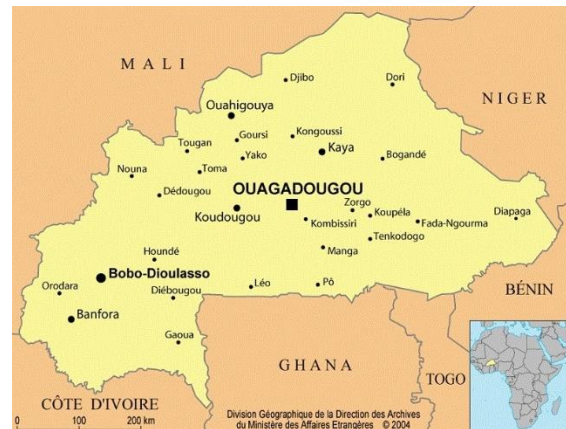 MALI
Djibo
Dori
NIGER
Ouahigouya
Goursi
Kongoussi
Tougan
Yako
Kaya
Bogandé
Nouna
Toma
Dédougou
OUAGADOUGOU
Koudougou
Zorgo
Koupéla
Diapaga
Kombissiri
Fada-Ngourma
Tenkodogo
Houndé
Manga
Bobo-Dioulasso
Orodara
Diébougou
Léo
Pô
BÉNIN
Banfora
Gaoua
GHANA
TOGO
CÔTE D'IVOIRE
0 100 200 km
Division Géographique de la Direction des Archives
du Ministère des Affaires Etrangères © 2004